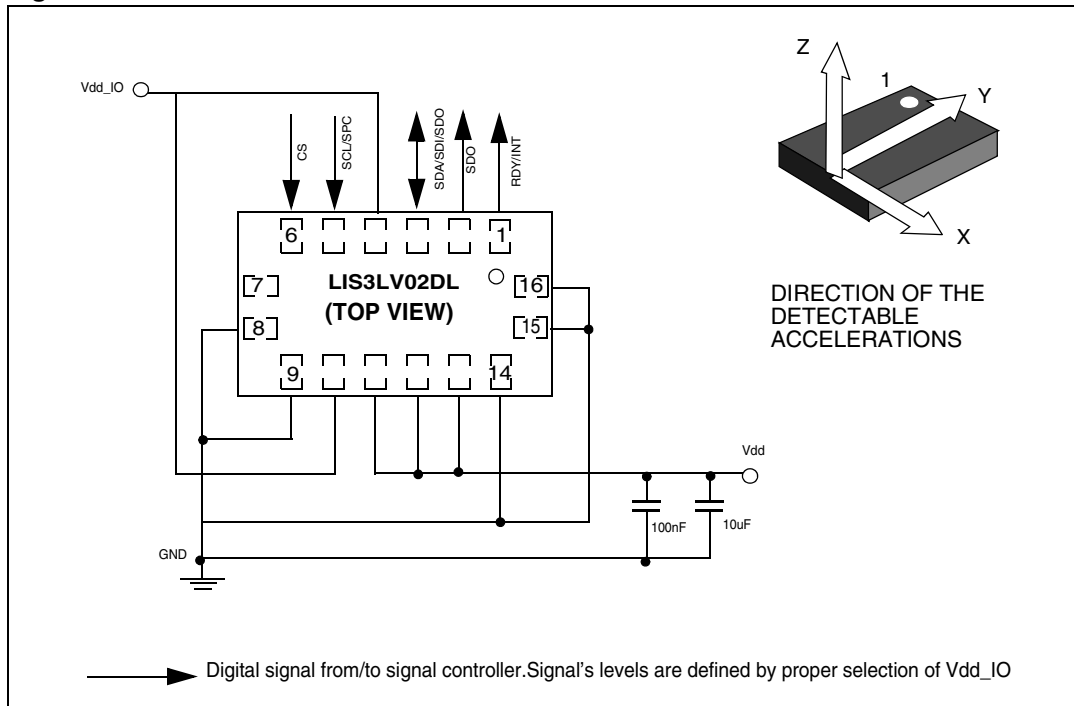 Z
1
Y
X
Vdd_IO
CS
SCL/SPC
SDA/SDI/SDO
SDO
RDY/INT
6
1
7
LIS3LV02DL
16
8
(TOP VIEW)
15
9
14
DIRECTION OF THE
DETECTABLE
ACCELERATIONS
Vdd
100nF
10uF
GND
Digital signal from/to signal controller.Signal's levels are defined by proper selection of Vdd_IO